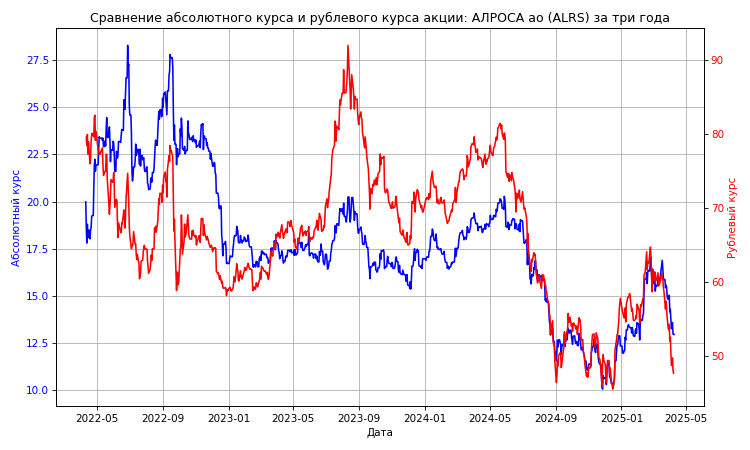 Сравнение абсолютного курса и рублевого курса акции: АЛРОСА ао (ALRS) за три года
27.5
25.0
22.5
20.0
17.5
15.0
12.5
10.0
Абсолютный курс
90
80
70
60
50
Рублевый курс
2022-05 2022-09 2023-01 2023-05 2023-09 2024-01 2024-05 2024-09 2025-01 2025-05
Дата